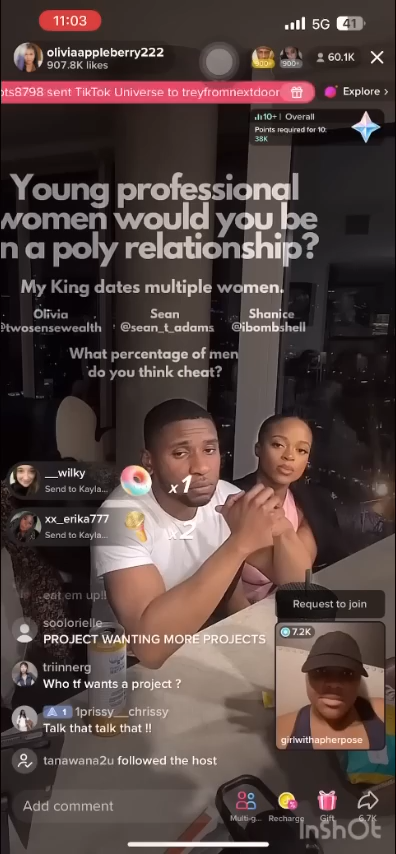 11:03
5G 41
oliviaappleberry222
907.8K likes
900+ 900+ 60.1K
ots8798 sent TikTok Universe to treyfromnextdoor
Explore >
10+ | Overall
Points required for 10:
38K
Young professional
women would you be
n a poly relationship?
My King dates multiple women.
Olivia Sean Shanice
@twosensewealth @sean_t_adams @ibombshell
What percentage of men
do you think cheat?
__wilky
Send to Kayla...
x1
xx_erika777
Send to Kayla...
x2
eat em up!!
Request to join
soolorielle
PROJECT WANTING MORE PROJECTS
7.2K
triinnerg
Who tf wants a project ?
1 1prissy__chrissy
Talk that talk that !!
girlwithapherpose
tanawana2u followed the host
Add comment
Multi-g... Recharge Gift 6.7K
InShOt